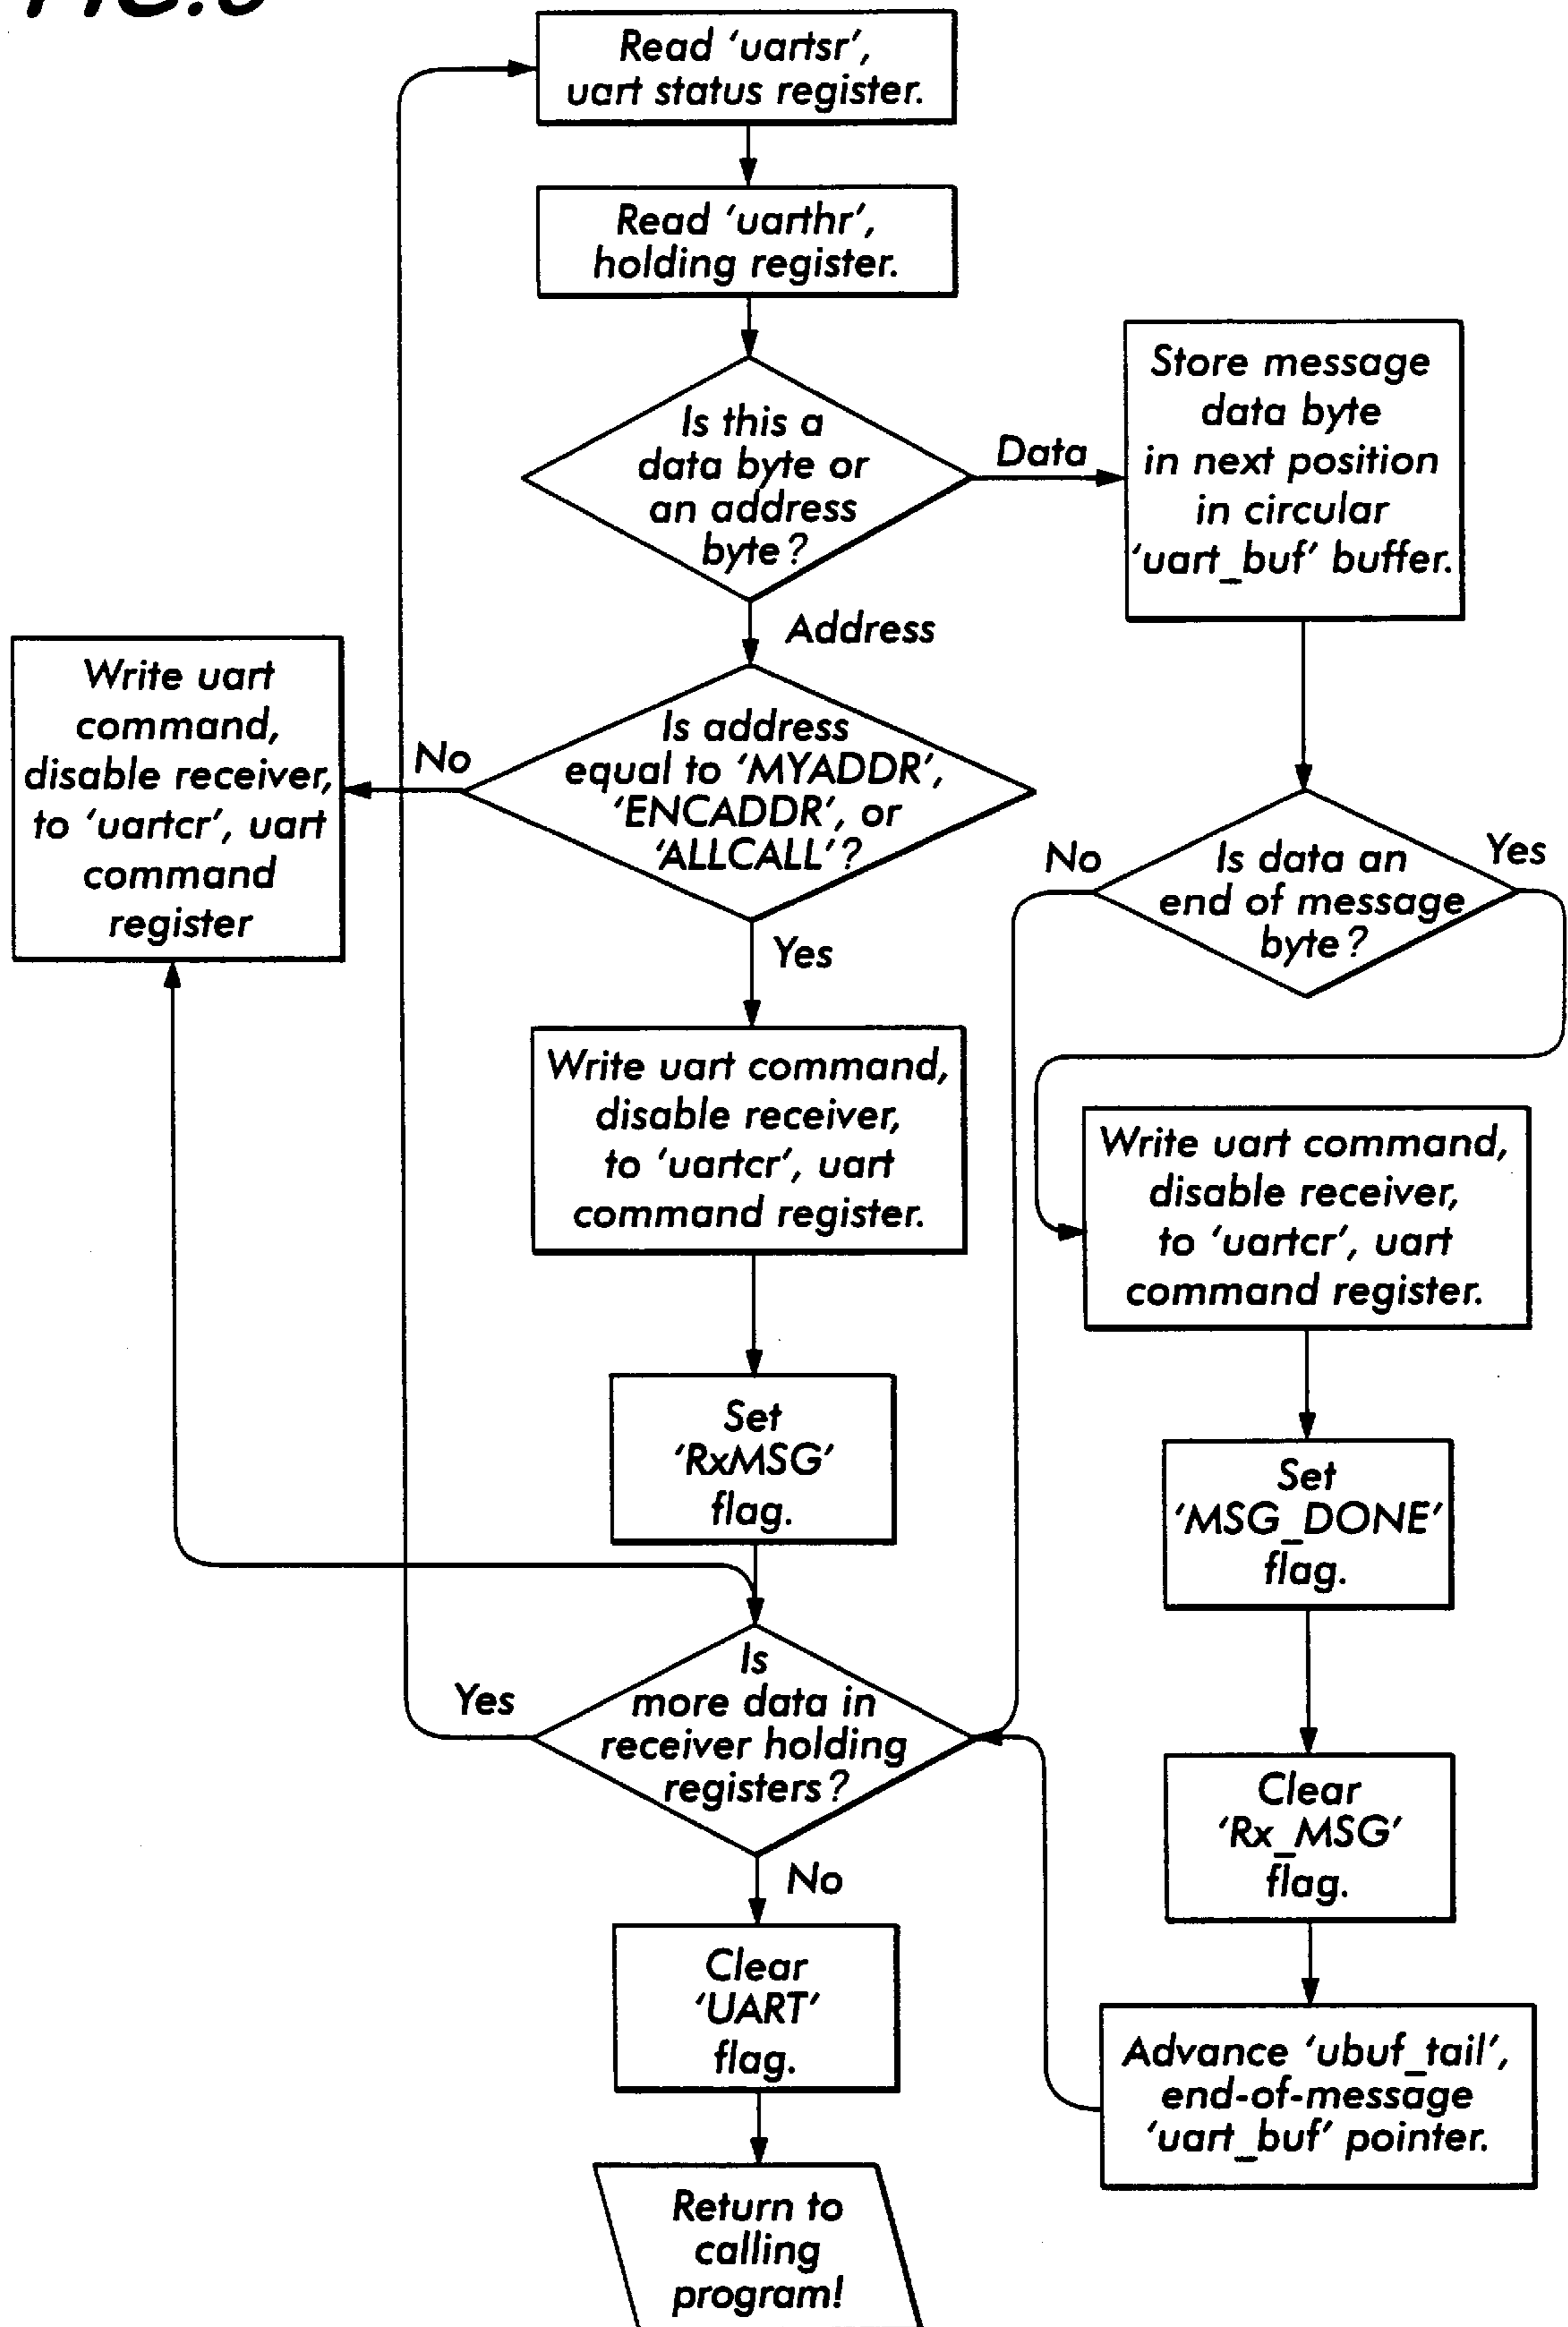 Read 'uartsr',
uart status register.
Read 'uarthr',
holding register.
Is this a
data byte or
an address
byte?
Data
Store message
data byte
in next position
in circular
'uart_buf' buffer.
Address
Is address
equal to 'MYADDR',
'ENCADDR', or
'ALLCALL'?
No
Write uart
command,
disable receiver,
to 'uartcr', uart
command
register
Yes
Write uart command,
disable receiver,
to 'uartcr', uart
command register.
Set
'RxMSG'
flag.
No
Is data an
end of message
byte?
Yes
Write uart command,
disable receiver,
to 'uartcr', uart
command register.
Set
'MSG_DONE'
flag.
Clear
'Rx_MSG'
flag.
Advance 'ubuf_tail',
end-of-message
'uart_buf' pointer.
Is
more data in
receiver holding
registers?
Yes
No
Clear
'UART'
flag.
Return to
calling
program!